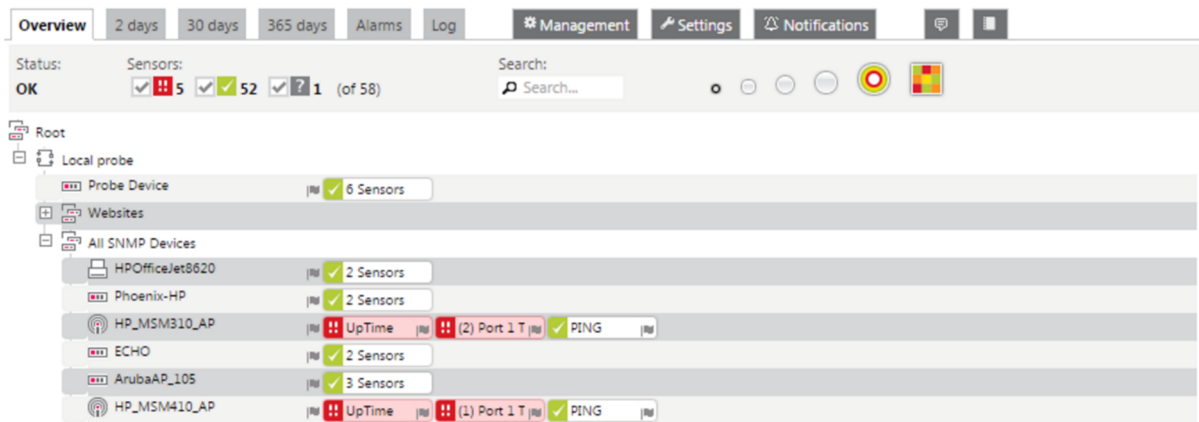 Overview 2 days 30 days 365 days Alarms Log Management Settings Notifications
Status: Sensors: Search:
OK !! 5 52 ? 1 (of 58) Search...
Root
Local probe
Probe Device 6 Sensors
Websites
All SNMP Devices
HPOfficeJet8620 2 Sensors
Phoenix-HP 2 Sensors
HP_MSM310_AP !! UpTime !! (2) Port 1 T PING
ECHO 2 Sensors
ArubaAP_105 3 Sensors
HP_MSM410_AP !! UpTime !! (1) Port 1 T PING